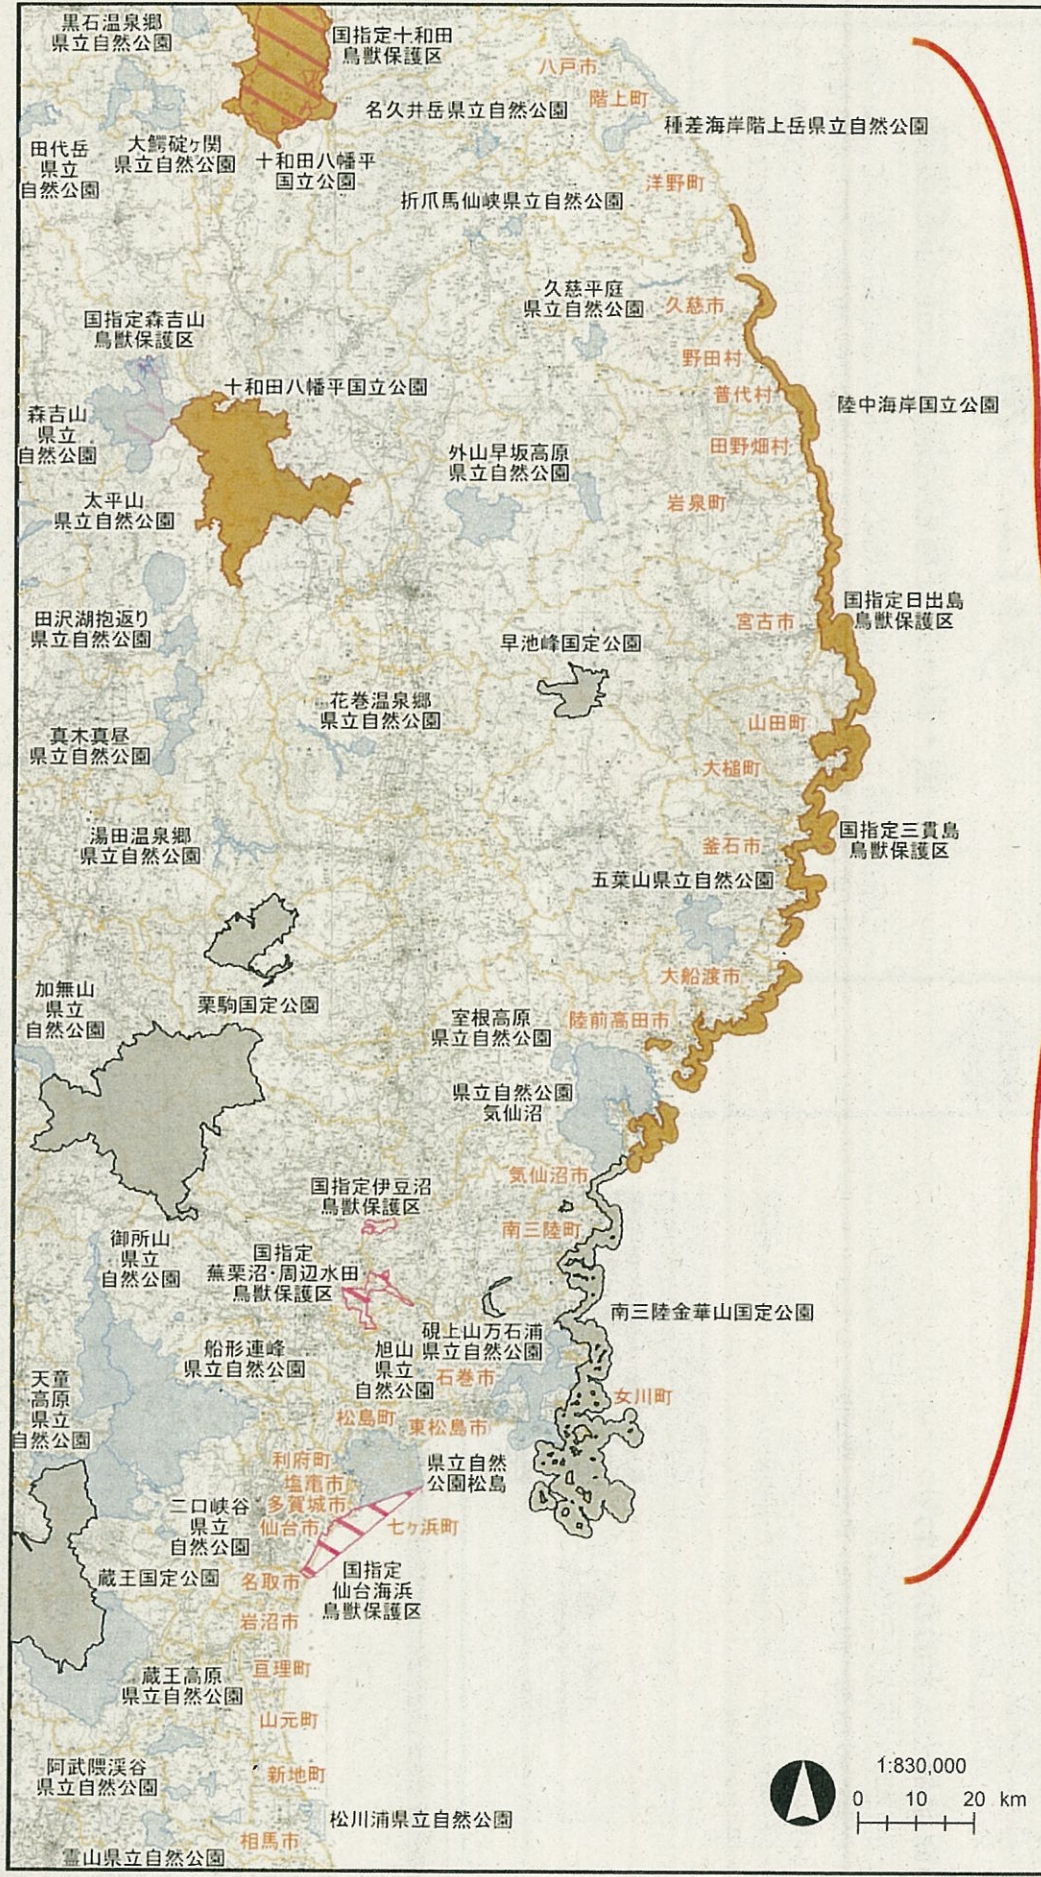 黒石温泉郷
県立自然公園
国指定十和田
鳥獣保護区
八戸市
階上町
名久井岳県立自然公園
種差海岸階上岳県立自然公園
田代岳
県立
自然公園
大鰐碇ヶ関
県立自然公園
十和田八幡平
国立公園
洋野町
折爪馬仙峡県立自然公園
久慈平庭
県立自然公園
久慈市
国指定森吉山
鳥獣保護区
野田村
十和田八幡平国立公園
普代村
陸中海岸国立公園
森吉山
県立
自然公園
田野畑村
外山早坂高原
県立自然公園
太平山
県立自然公園
岩泉町
国指定日出島
鳥獣保護区
田沢湖抱返り
県立自然公園
宮古市
早池峰国定公園
花巻温泉郷
県立自然公園
山田町
真木真昼
県立自然公園
大槌町
湯田温泉郷
県立自然公園
釜石市
国指定三貫島
鳥獣保護区
五葉山県立自然公園
大船渡市
加無山
県立
自然公園
栗駒国定公園
室根高原
県立自然公園
陸前高田市
県立自然公園
気仙沼
気仙沼市
国指定伊豆沼
鳥獣保護区
南三陸町
御所山
県立
自然公園
国指定
蕪栗沼・周辺水田
鳥獣保護区
南三陸金華山国定公園
硯上山万石浦
県立自然公園
船形連峰
県立自然公園
旭山
県立
自然公園
石巻市
女川町
天童
高原
県立
自然公園
松島町
東松島市
利府町
塩竈市
多賀城市
仙台市
県立自然
公園松島
七ヶ浜町
二口峡谷
県立
自然公園
国指定
仙台海浜
鳥獣保護区
蔵王国定公園
名取市
岩沼市
亘理町
蔵王高原
県立自然公園
山元町
阿武隈渓谷
県立自然公園
新地町
松川浦県立自然公園
相馬市
霊山県立自然公園
1:830,000
0 10 20 km